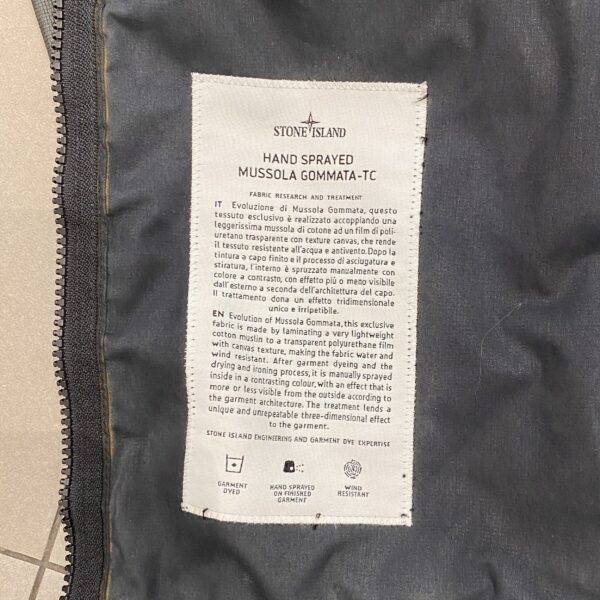 STONE ISLAND
HAND SPRAYED
MUSSOLA GOMMATA-TC
FABRIC RESEARCH AND TREATMENT
IT Evoluzione di Mussola Gommata, questo
tessuto esclusivo è realizzato accoppiando una
leggerissima mussola di cotone ad un film di poli-
uretano trasparente con texture canvas, che rende
il tessuto resistente all'acqua e antivento. Dopo la
tintura a capo finito e il processo di asciugatura e
stiratura, l'interno è spruzzato manualmente con
colore a contrasto, con effetto più o meno visibile
dall'esterno a seconda dell'architettura del capo.
Il trattamento dona un effetto tridimensionale
unico e irripetibile.
EN Evolution of Mussola Gommata, this exclusive
fabric is made by laminating a very lightweight
cotton muslin to a transparent polyurethane film
with canvas texture, making the fabric water and
wind resistant. After garment dyeing and the
drying and ironing process, it is manually sprayed
inside in a contrasting colour, with an effect that is
more or less visible from the outside according to
the garment architecture. The treatment lends a
unique and unrepeatable three-dimensional effect
to the garment.
STONE ISLAND ENGINEERING AND GARMENT DYE EXPERTISE
GARMENT
DYED
HAND SPRAYED
ON FINISHED
GARMENT
WIND
RESISTANT